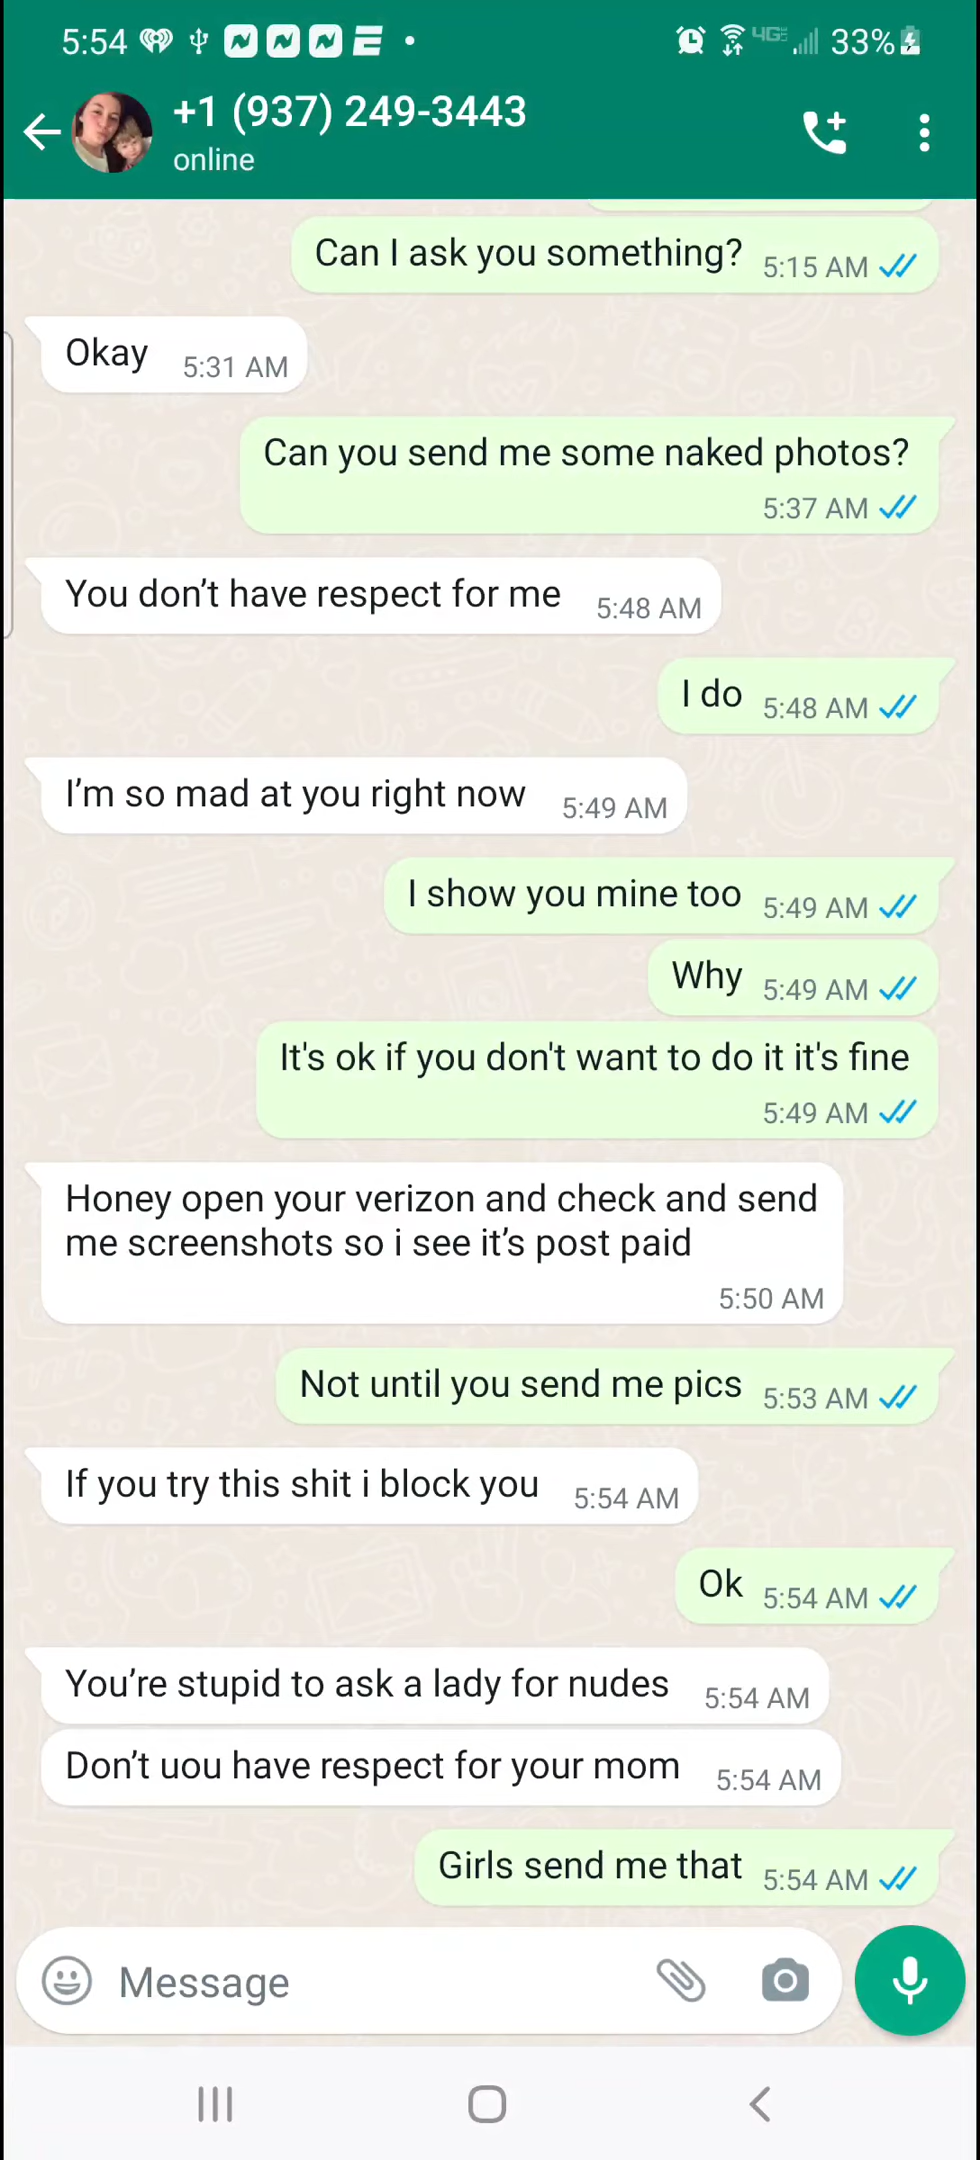 5:54
4GE 33%
+1 (937) 249-3443
online
Can I ask you something? 5:15 AM
Okay 5:31 AM
Can you send me some naked photos?
5:37 AM
You don’t have respect for me 5:48 AM
I do 5:48 AM
I’m so mad at you right now 5:49 AM
I show you mine too 5:49 AM
Why 5:49 AM
It's ok if you don't want to do it it's fine
5:49 AM
Honey open your verizon and check and send
me screenshots so i see it’s post paid
5:50 AM
Not until you send me pics 5:53 AM
If you try this shit i block you 5:54 AM
Ok 5:54 AM
You’re stupid to ask a lady for nudes 5:54 AM
Don’t uou have respect for your mom 5:54 AM
Girls send me that 5:54 AM
Message